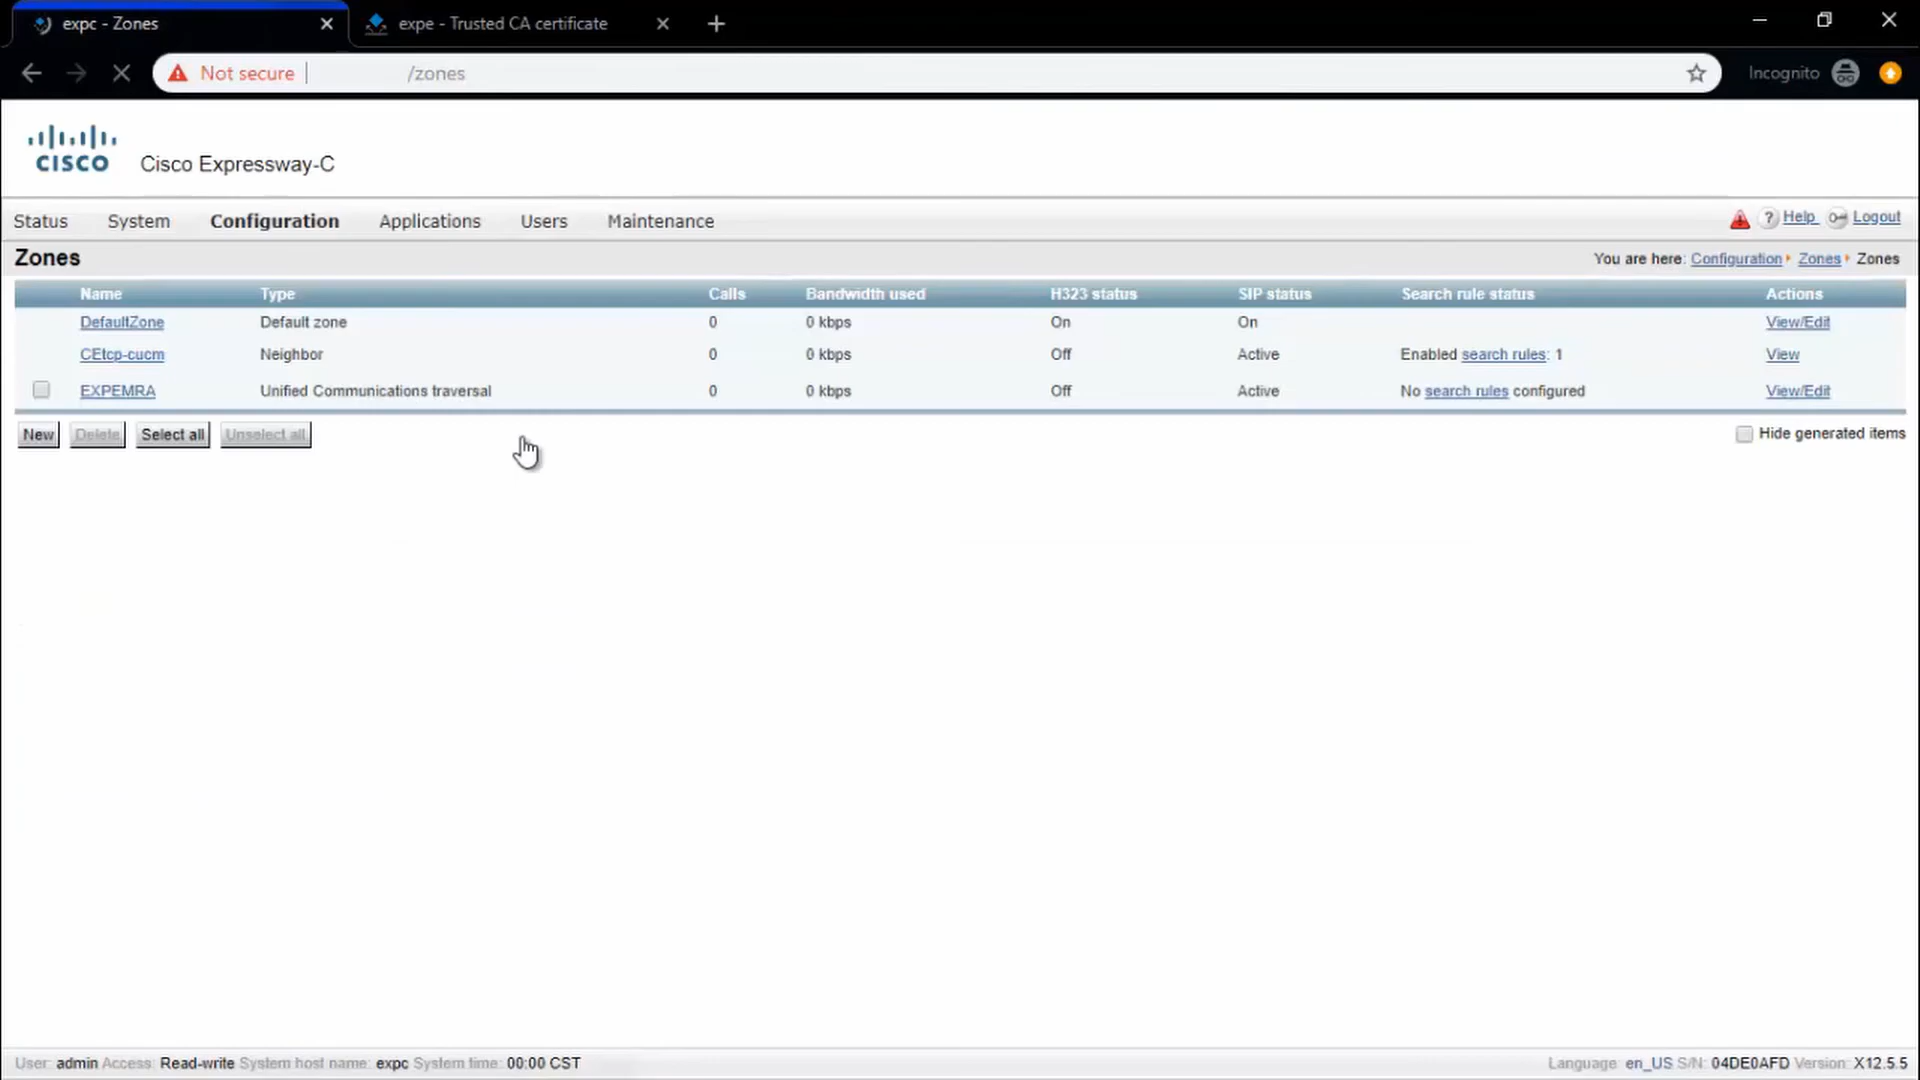 expc - Zones
expe - Trusted CA certificate
Not secure /zones
Incognito
CISCO Cisco Expressway-C
Status System Configuration Applications Users Maintenance
Help Logout
Zones
You are here: Configuration Zones Zones
Name Type Calls Bandwidth used H323 status SIP status Search rule status Actions
DefaultZone Default zone 0 0 kbps On On View/Edit
CEtcp-cucm Neighbor 0 0 kbps Off Active Enabled search rules: 1 View
EXPEMRA Unified Communications traversal 0 0 kbps Off Active No search rules configured View/Edit
New Delete Select all Unselect all
Hide generated items
User: admin Access: Read-write System host name: expc System time: 00:00 CST
Language: en_US S/N: 04DE0AFD Version: X12.5.5